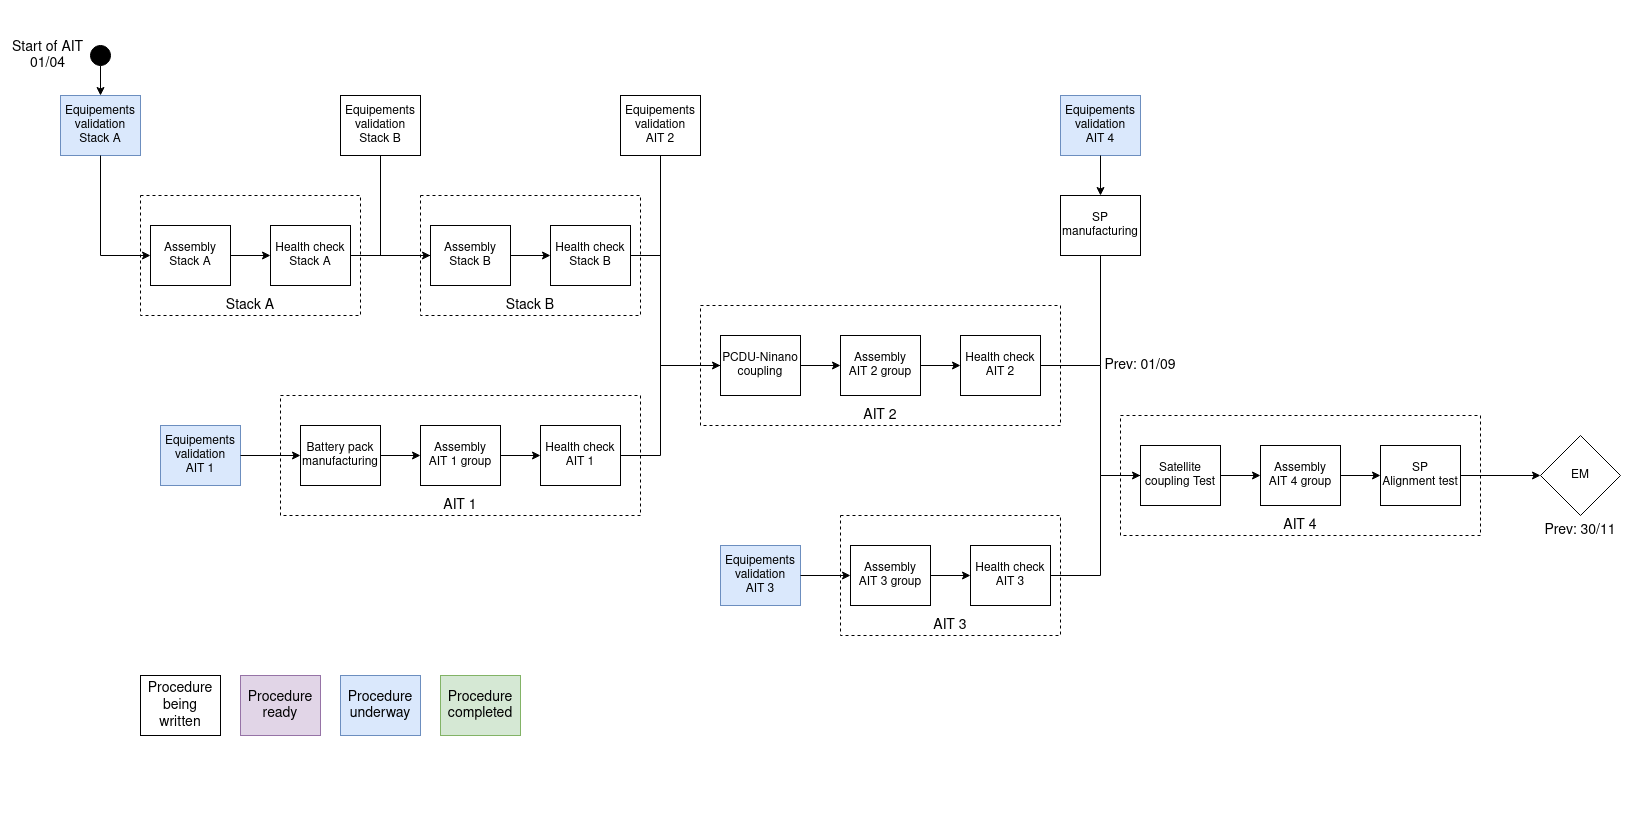 Start of AIT
01/04
Equipements
validation
Stack A
Equipements
validation
Stack B
Equipements
validation
AIT 2
Equipements
validation
AIT 4
SP
manufacturing
Assembly
Stack A
Health check
Stack A
Stack A
Assembly
Stack B
Health check
Stack B
Stack B
PCDU-Ninano
coupling
Assembly
AIT 2 group
Health check
AIT 2
AIT 2
Prev: 01/09
Equipements
validation
AIT 1
Battery pack
manufacturing
Assembly
AIT 1 group
Health check
AIT 1
AIT 1
Satellite
coupling Test
Assembly
AIT 4 group
SP
Alignment test
AIT 4
EM
Prev: 30/11
Equipements
validation
AIT 3
Assembly
AIT 3 group
Health check
AIT 3
AIT 3
Procedure
being
written
Procedure
ready
Procedure
underway
Procedure
completed